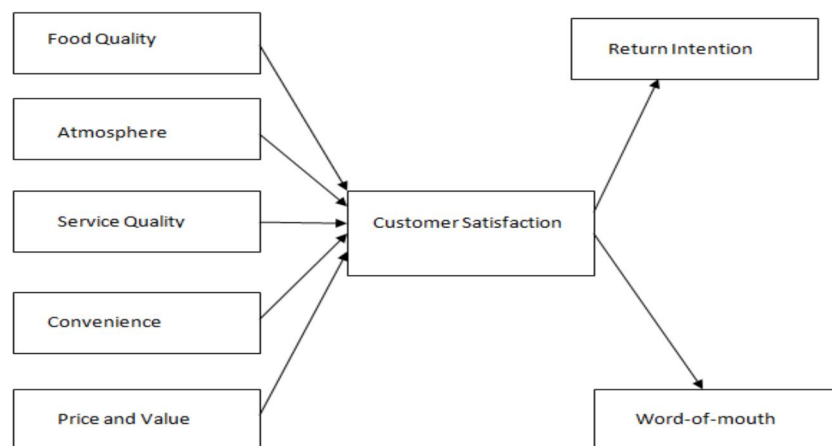 Food Quality
Return Intention
Atmosphere
Service Quality
Customer Satisfaction
Convenience
Price and Value
Word-of-mouth